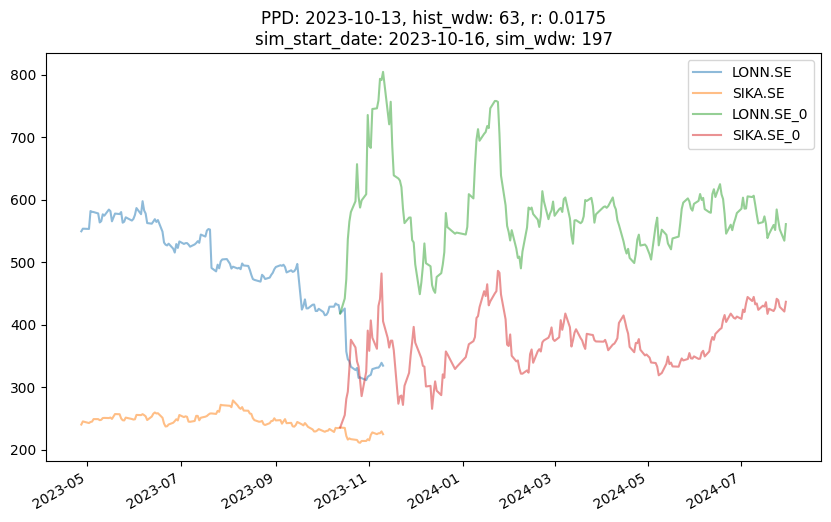 PPD: 2023-10-13, hist_wdw: 63, r: 0.0175
sim_start_date: 2023-10-16, sim_wdw: 197
LONN.SE
SIKA.SE
LONN.SE_0
SIKA.SE_0
800
700
600
500
400
300
200
2023-05
2023-07
2023-09
2023-11
2024-01
2024-03
2024-05
2024-07